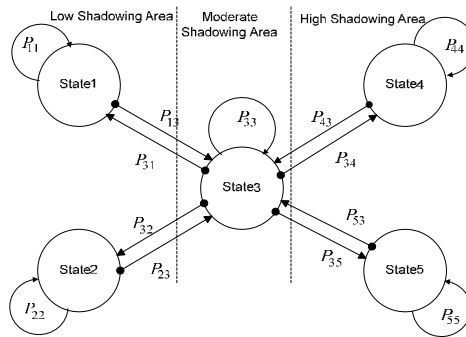 Low Shadowing Area
Moderate
Shadowing Area
High Shadowing Area
P11
P44
State1
State4
P13
P33
P43
P31
P34
State3
P32
P53
P23
P35
State2
State5
P22
P55